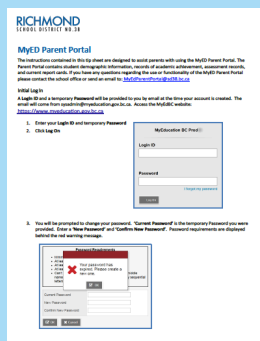 RICHMOND
SCHOOL DISTRICT NO.38
MyED Parent Portal
The instructions contained in this tip sheet are designed to assist parents with using the MyED Parent Portal. The
Parent Portal contains student demographic information, records of academic achievement, assessment records,
and current report cards. If you have any questions regarding the use or functionality of the MyED Parent Portal
please contact the school office or send an email to: MyEDParentPortal@sd38.bc.ca
Initial Log in
A Login ID and a temporary Password will be provided to you by email at the time your account is created. The
email will come from sysadmin@myeducation.gov.bc.ca. Access the MyEdBC website:
https://www.myeducation.gov.bc.ca
1. Enter your Login ID and temporary Password
2. Click Log On
MyEducation BC Prod
Login ID
Password
I forgot my password
3. You will be prompted to change your password. 'Current Password' is the temporary Password you were
provided. Enter a 'New Password' and 'Confirm New Password'. Password requirements are displayed
behind the red warning message.
Password Requirements
Your password has
expired. Please create a
new one.
OK
Current Password
New Password
Confirm New Password
OK
Cancel